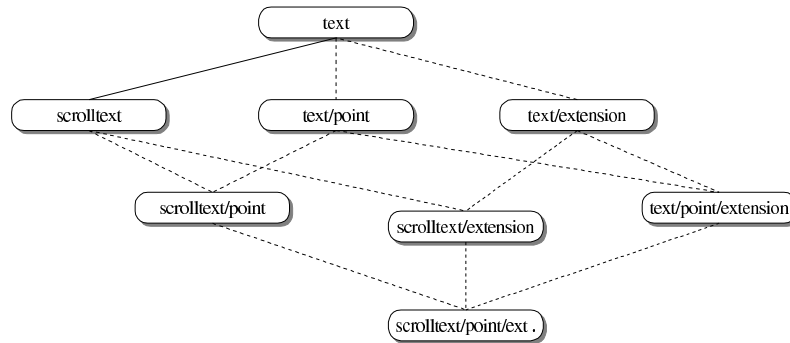 text
scrolltext
text/point
text/extension
scrolltext/point
scrolltext/extension
text/point/extension
scrolltext/point/ext .